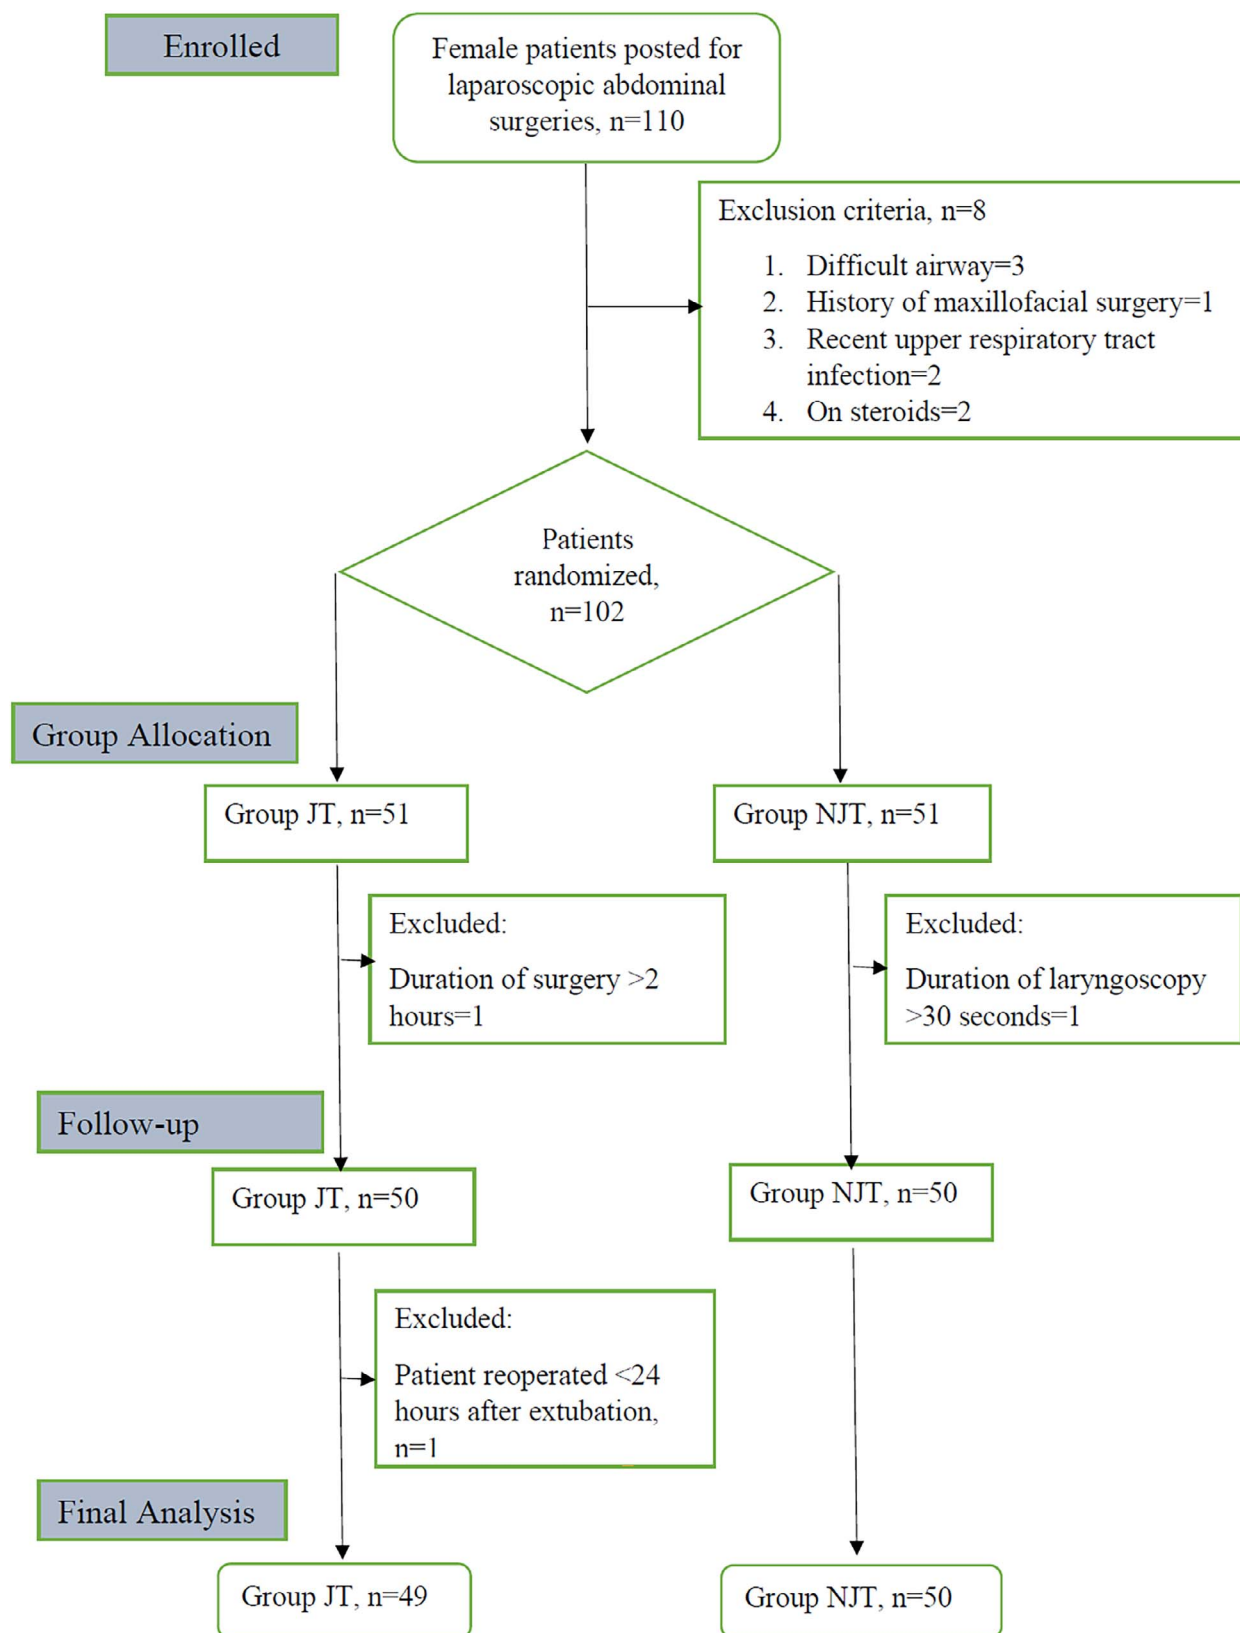 Enrolled
Female patients posted for
laparoscopic abdominal
surgeries, n=110
Exclusion criteria, n=8
1. Difficult airway=3
2. History of maxillofacial surgery=1
3. Recent upper respiratory tract
infection=2
4. On steroids=2
Patients
randomized,
n=102
Group Allocation
Group JT, n=51
Group NJT, n=51
Excluded:
Duration of surgery >2
hours=1
Excluded:
Duration of laryngoscopy
>30 seconds=1
Follow-up
Group JT, n=50
Group NJT, n=50
Excluded:
Patient reoperated <24
hours after extubation,
n=1
Final Analysis
Group JT, n=49
Group NJT, n=50